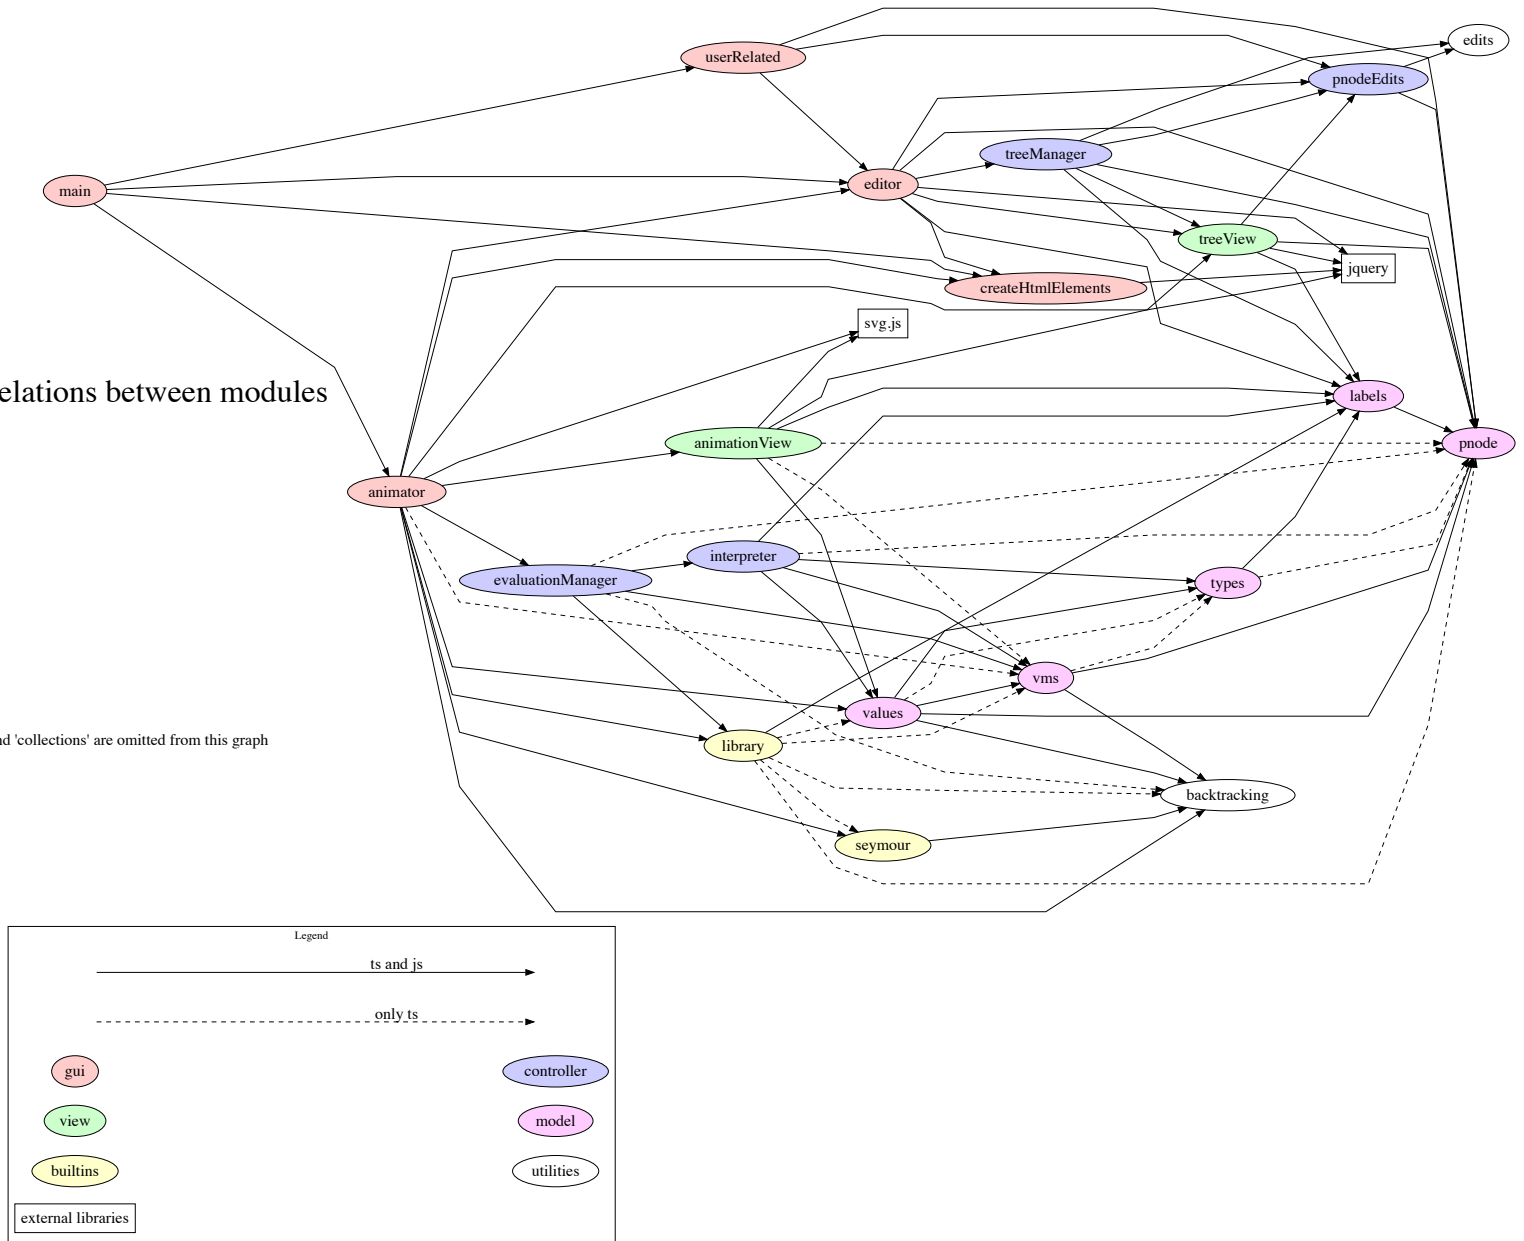 edits
userRelated
pnodeEdits
treeManager
main
editor
treeView
jquery
createHtmlElements
svg.js
elations between modules
labels
animationView
pnode
animator
interpreter
evaluationManager
types
vms
values
nd 'collections' are omitted from this graph
library
backtracking
seymour
Legend
ts and js
only ts
gui
controller
view
model
builtins
utilities
external libraries